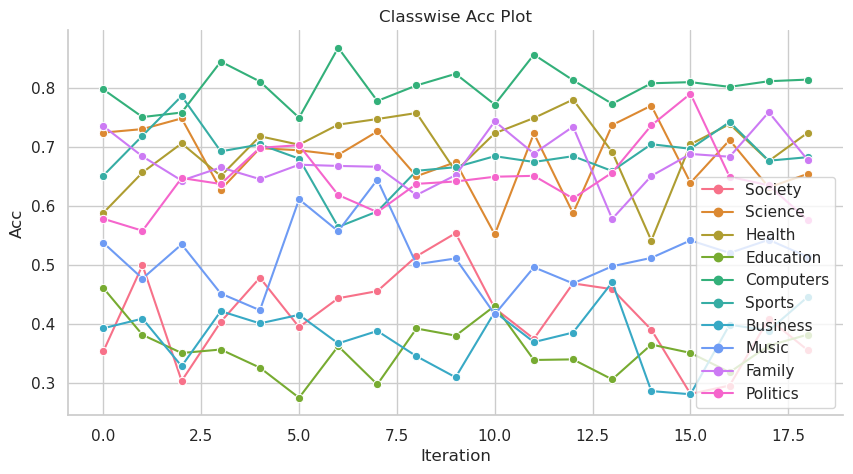 Classwise Acc Plot
Acc
0.8
0.7
0.6
0.5
0.4
0.3
0.0
2.5
5.0
7.5
10.0
12.5
15.0
17.5
Iteration
Society
Science
Health
Education
Computers
Sports
Business
Music
Family
Politics